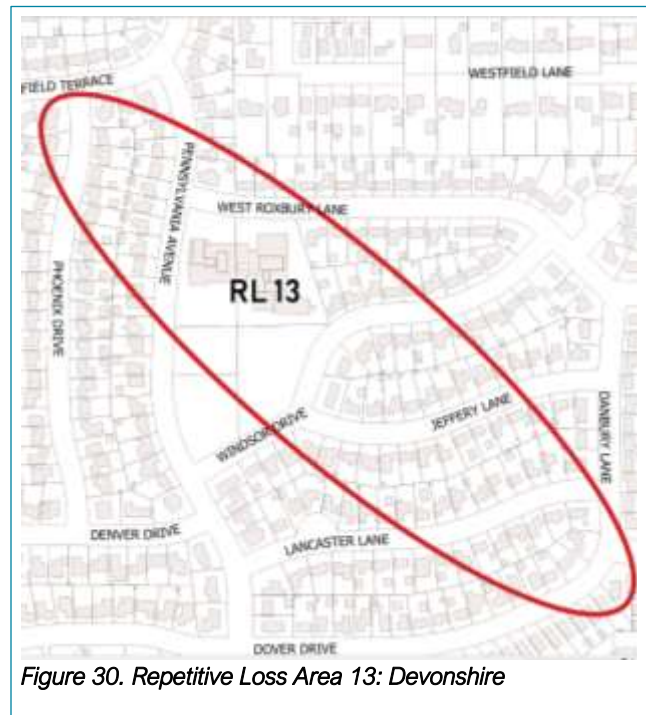 FIELD TERRACE
WESTFIELD LANE
PENNSYLVANIA AVENUE
WEST ROXBURY LANE
PHOENIX DRIVE
RL 13
WINDSOR DRIVE
JEFFERY LANE
DANBURY LANE
DENVER DRIVE
LANCASTER LANE
DOVER DRIVE
Figure 30. Repetitive Loss Area 13: Devonshire